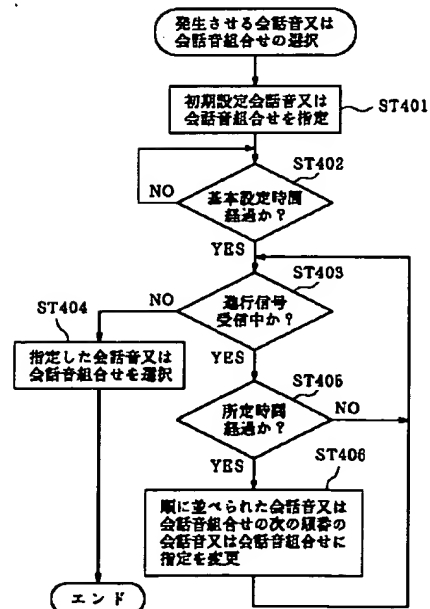 発生させる会話音又は
会話音組合せの選択
初期設定会話音又は
会話音組合せを指定
ST401
ST402
基本設定時間
経過か？
NO
YES
ST403
進行信号
受信中か？
NO
YES
ST404
指定した会話音又は
会話音組合せを選択
ST405
所定時間
経過か？
NO
YES
ST406
順に並べられた会話音又は
会話音組合せの次の順番の
会話音又は会話音組合せに
指定を変更
エンド